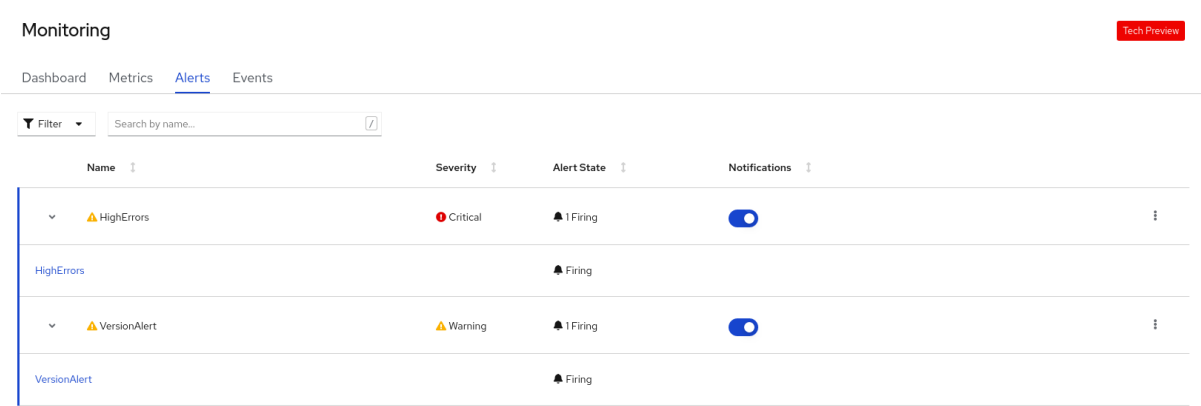 Monitoring
Tech Preview
Dashboard Metrics Alerts Events
Filter Search by name... /
Name Severity Alert State Notifications
HighErrors Critical 1 Firing
HighErrors Firing
VersionAlert Warning 1 Firing
VersionAlert Firing